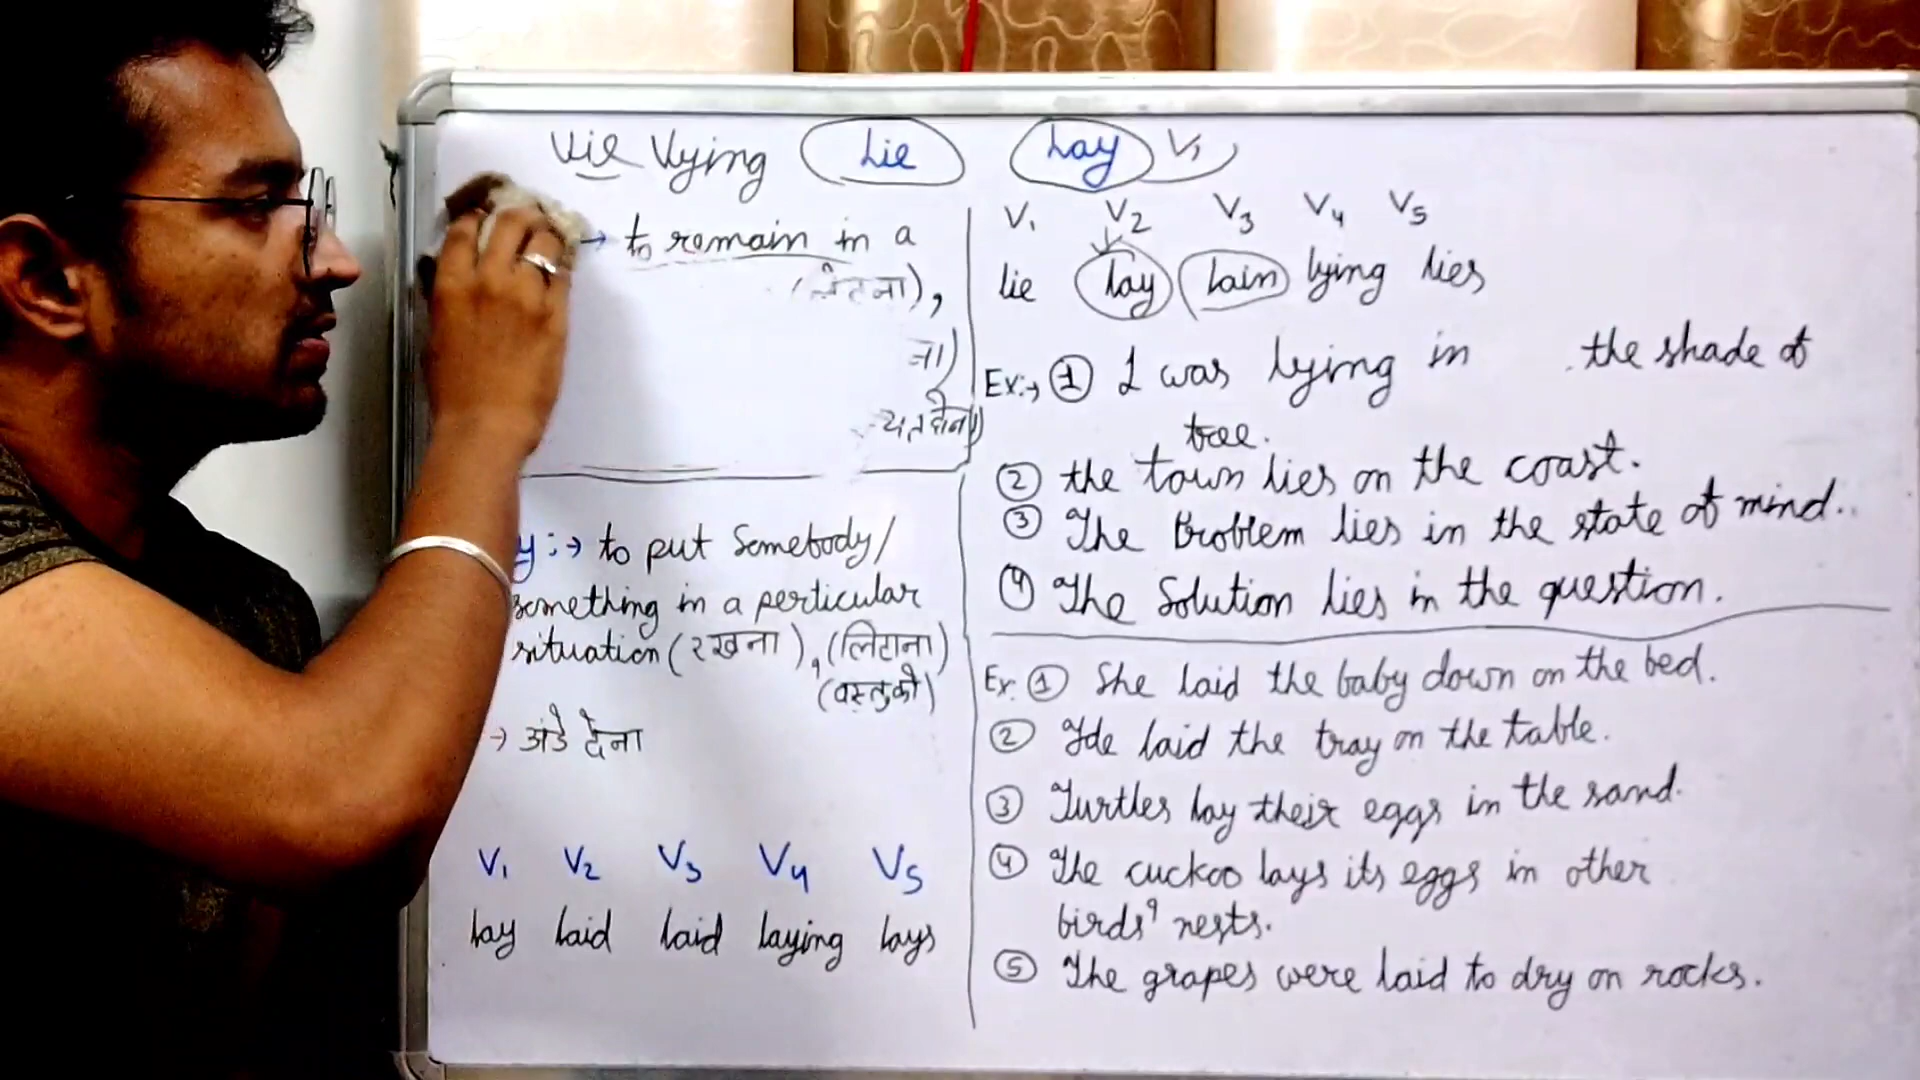 Vie Vying Lie Lay V₁
→ to remain in a
(लेटना),
ना)
y:→ to put Somebody/
something in a perticular
situation (रखना), (लिटाना)
(वस्तु को)
→ अंडे देना
V₁ V₂ V₃ V₄ V₅
lay laid laid laying lays
V₁ V₂ V₃ V₄ V₅
lie lay lain lying lies
Ex:→ ① I was lying in the shade of
tree.
② the town lies on the coast.
③ The Problem lies in the state of mind..
④ The Solution lies in the question.
Ex. ① She laid the baby down on the bed.
② He laid the tray on the table.
③ Turtles lay their eggs in the sand.
④ The cuckoo lays its eggs in other
birds' nests.
⑤ The grapes were laid to dry on rocks.